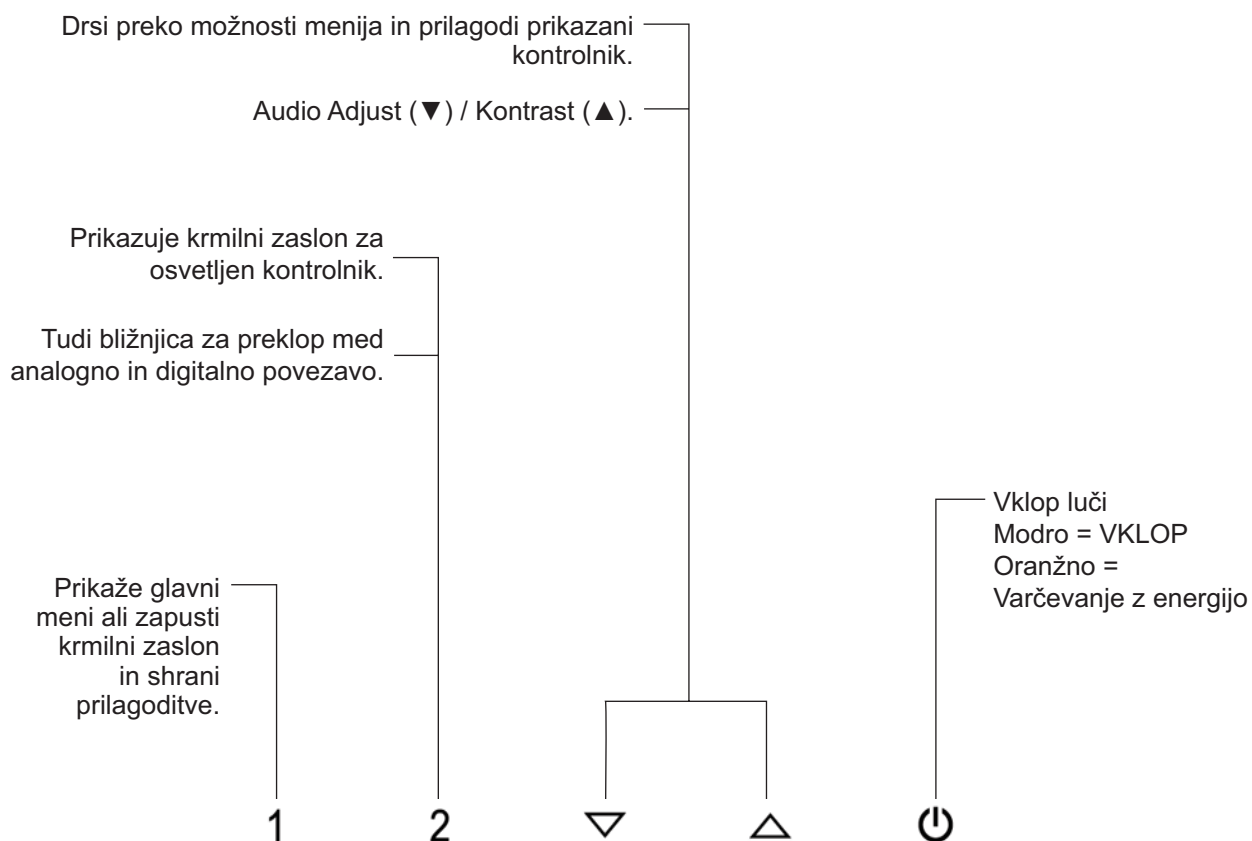 Drsi preko možnosti menija in prilagodi prikazani
kontrolnik.
Audio Adjust (▼) / Kontrast (▲).
Prikazuje krmilni zaslon za
osvetljen kontrolnik.
Tudi bližnjica za preklop med
analogno in digitalno povezavo.
Vklop luči
Modro = VKLOP
Oranžno =
Varčevanje z energijo
Prikaže glavni
meni ali zapusti
krmilni zaslon
in shrani
prilagoditve.
1 2 ▽ △ ⏻